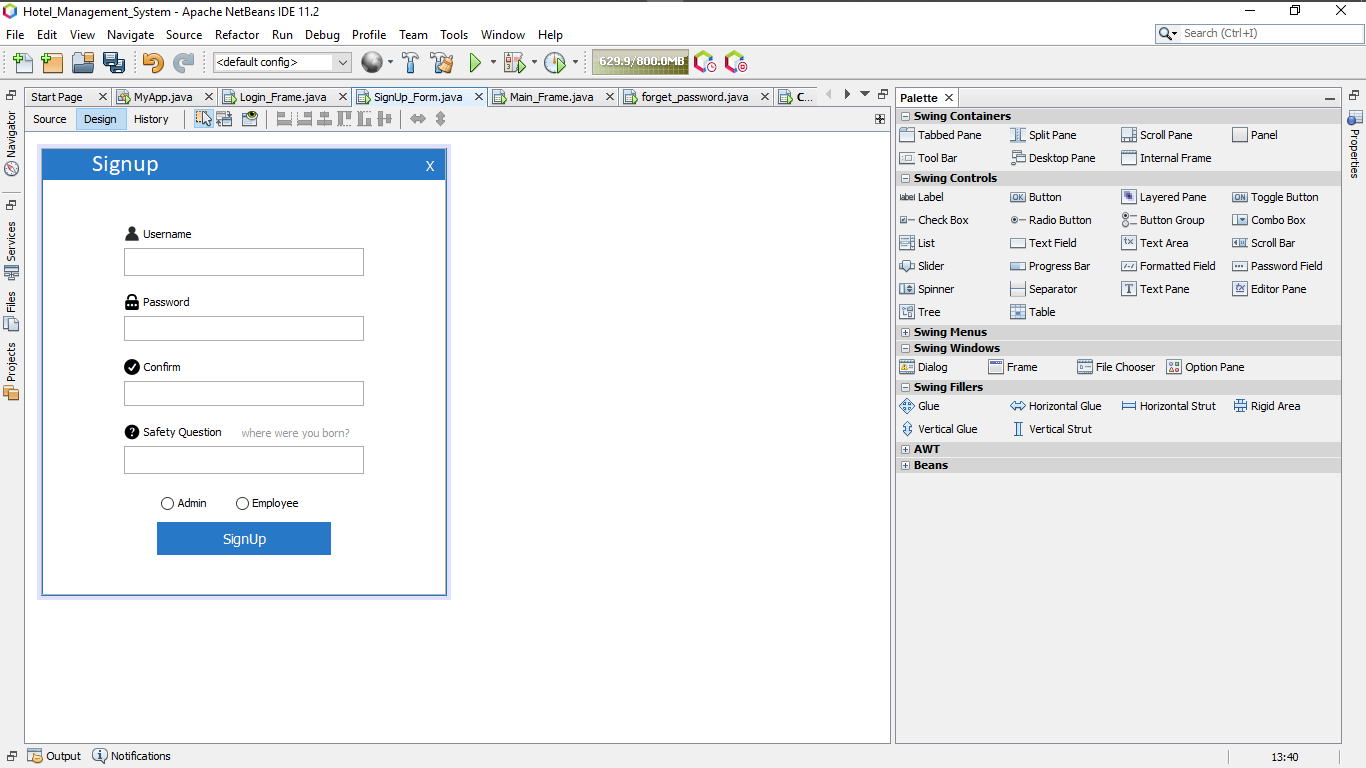 Hotel_Management_System - Apache NetBeans IDE 11.2
File Edit View Navigate Source Refactor Run Debug Profile Team Tools Window Help
Search (Ctrl+I)
<default config>
629.9/800.0MB
Start Page MyApp.java Login_Frame.java SignUp_Form.java Main_Frame.java forget_password.java C...
Source Design History
Navigator
Services
Files
Projects
Signup X
Username
Password
Confirm
Safety Question where were you born?
Admin Employee
SignUp
Palette
Swing Containers
Tabbed Pane Split Pane Scroll Pane Panel
Tool Bar Desktop Pane Internal Frame
Swing Controls
label Label OK Button Layered Pane ON Toggle Button
Check Box Radio Button Button Group Combo Box
List Text Field Text Area Scroll Bar
Slider Progress Bar Formatted Field Password Field
Spinner Separator Text Pane Editor Pane
Tree Table
Swing Menus
Swing Windows
Dialog Frame File Chooser Option Pane
Swing Fillers
Glue Horizontal Glue Horizontal Strut Rigid Area
Vertical Glue Vertical Strut
AWT
Beans
Properties
Output Notifications
13:40